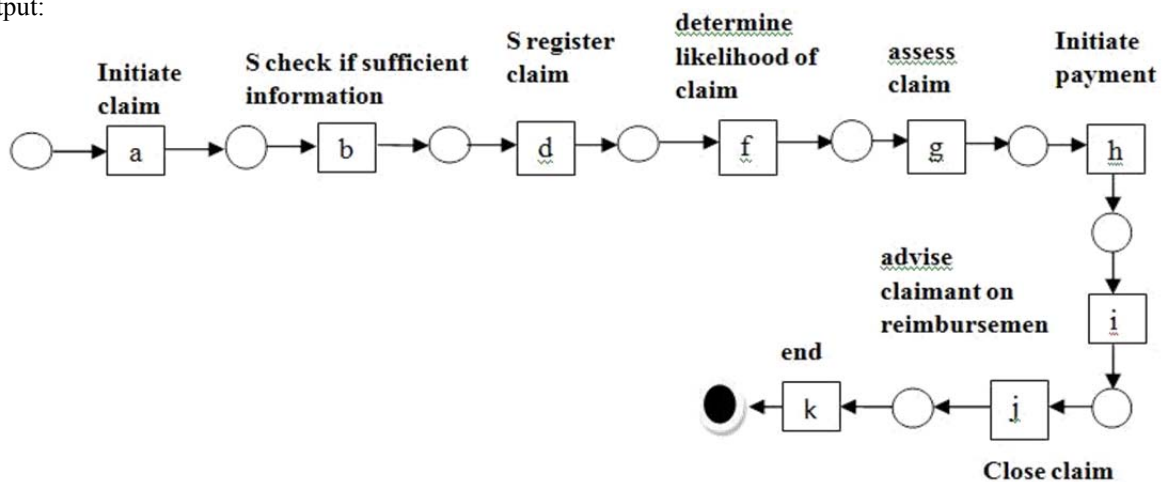 tput:
Initiate
claim
S check if sufficient
information
S register
claim
determine
likelihood of
claim
assess
claim
Initiate
payment
a
b
d
f
g
h
advise
claimant on
reimbursemen
i
end
k
j
Close claim